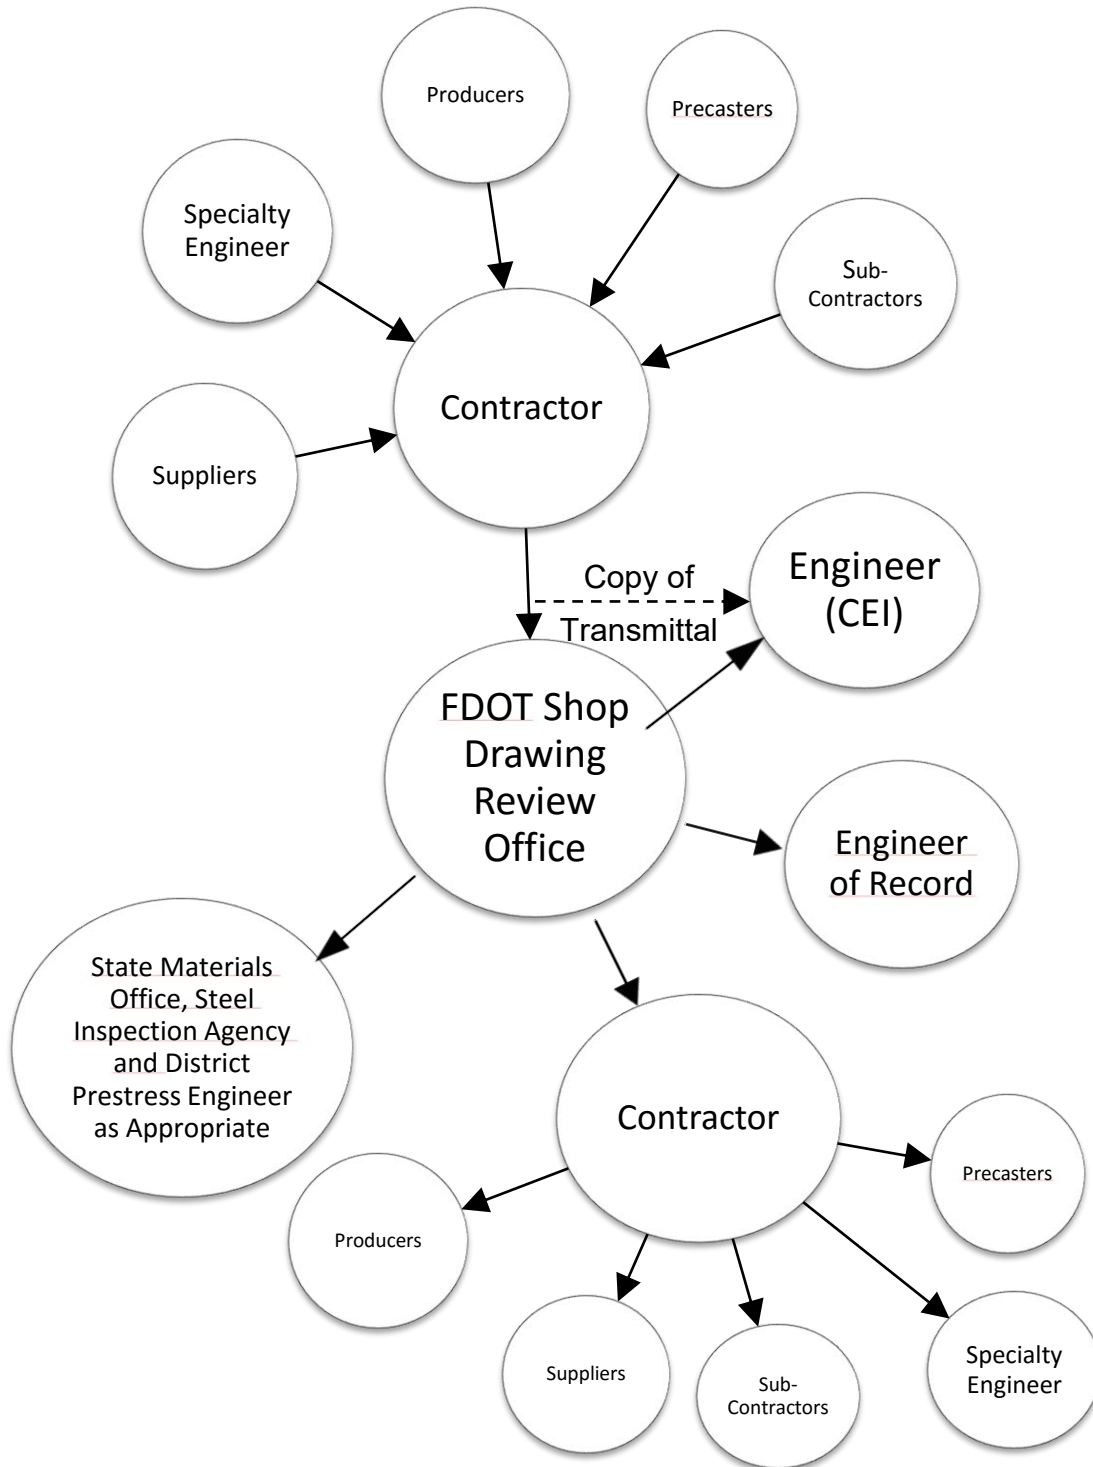 Producers
Precasters
Specialty
Engineer
Sub-
Contractors
Contractor
Suppliers
Copy of
Transmittal
Engineer
(CEI)
FDOT Shop
Drawing
Review
Office
Engineer
of Record
State Materials
Office, Steel
Inspection Agency
and District
Prestress Engineer
as Appropriate
Contractor
Precasters
Producers
Suppliers
Sub-
Contractors
Specialty
Engineer